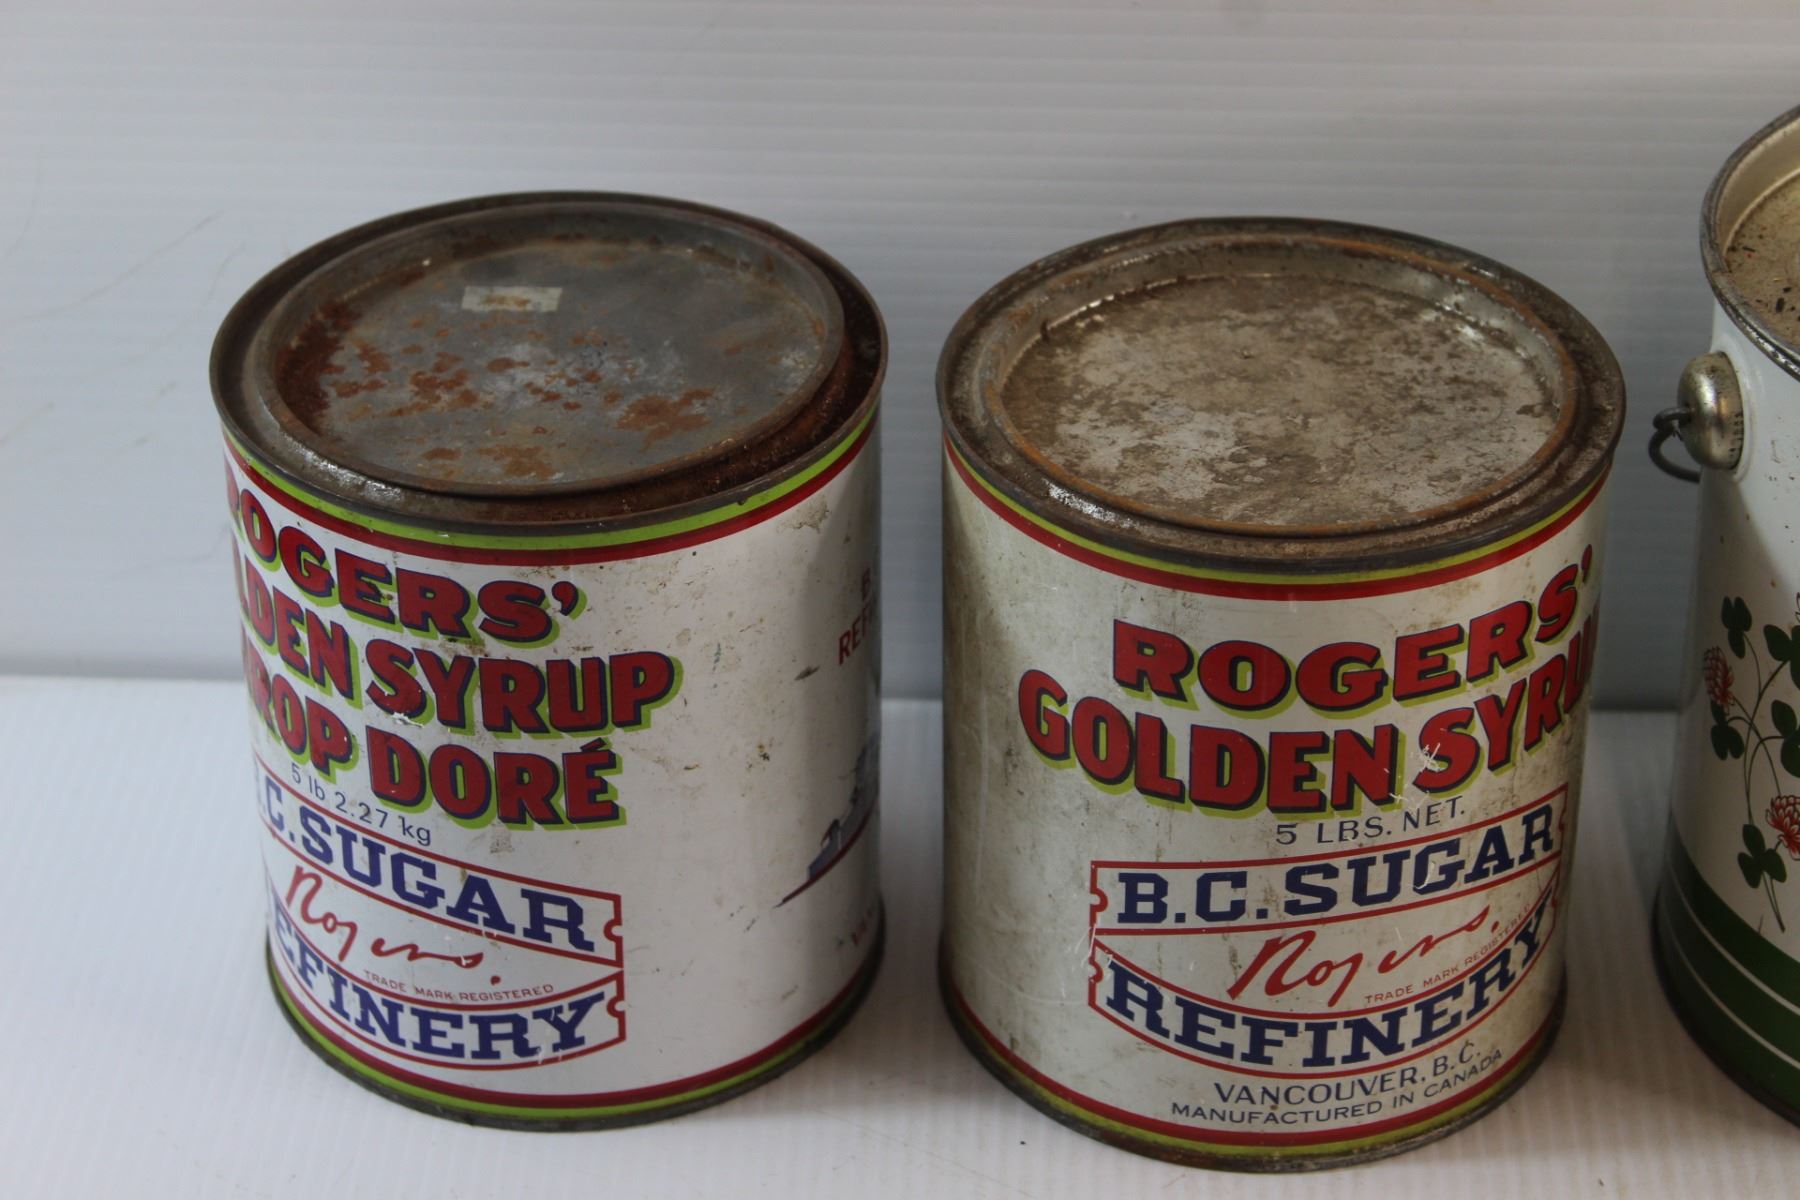 ROGERS'
GOLDEN SYRUP
SIROP DORÉ
5 lb 2.27 kg
B.C. SUGAR
Rogers.
TRADE MARK REGISTERED
REFINERY
ROGERS'
GOLDEN SYRUP
5 LBS. NET.
B.C. SUGAR
Rogers.
TRADE MARK REGISTERED
REFINERY
VANCOUVER, B.C.
MANUFACTURED IN CANADA